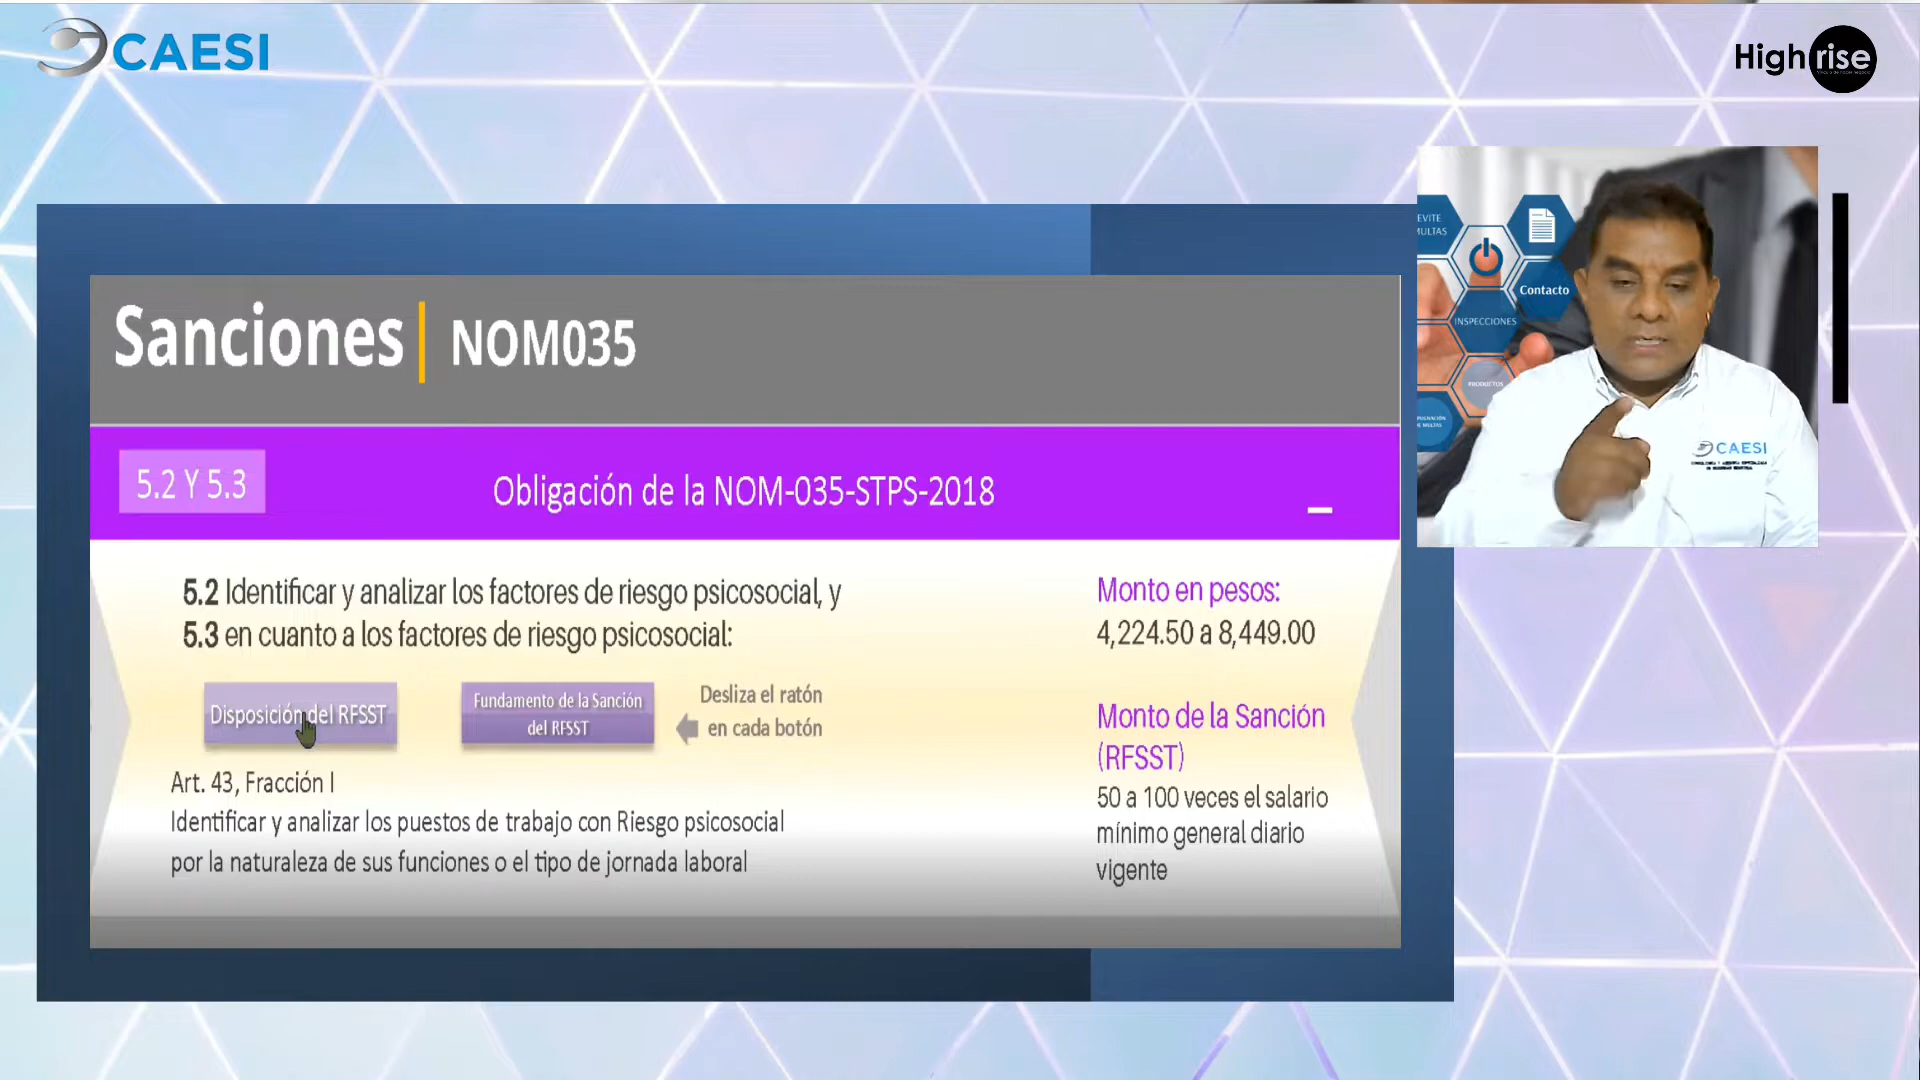 CAESI
High rise
Sanciones | NOM035
5.2 Y 5.3
Obligación de la NOM-035-STPS-2018
5.2 Identificar y analizar los factores de riesgo psicosocial, y
5.3 en cuanto a los factores de riesgo psicosocial:
Disposición del RFSST
Fundamento de la Sanción
del RFSST
Desliza el ratón
en cada botón
Art. 43, Fracción I
Identificar y analizar los puestos de trabajo con Riesgo psicosocial
por la naturaleza de sus funciones o el tipo de jornada laboral
Monto en pesos:
4,224.50 a 8,449.00
Monto de la Sanción
(RFSST)
50 a 100 veces el salario
mínimo general diario
vigente
EVITE
MULTAS
Contacto
INSPECCIONES
PRODUCTOS
DE MULTAS
CAESI